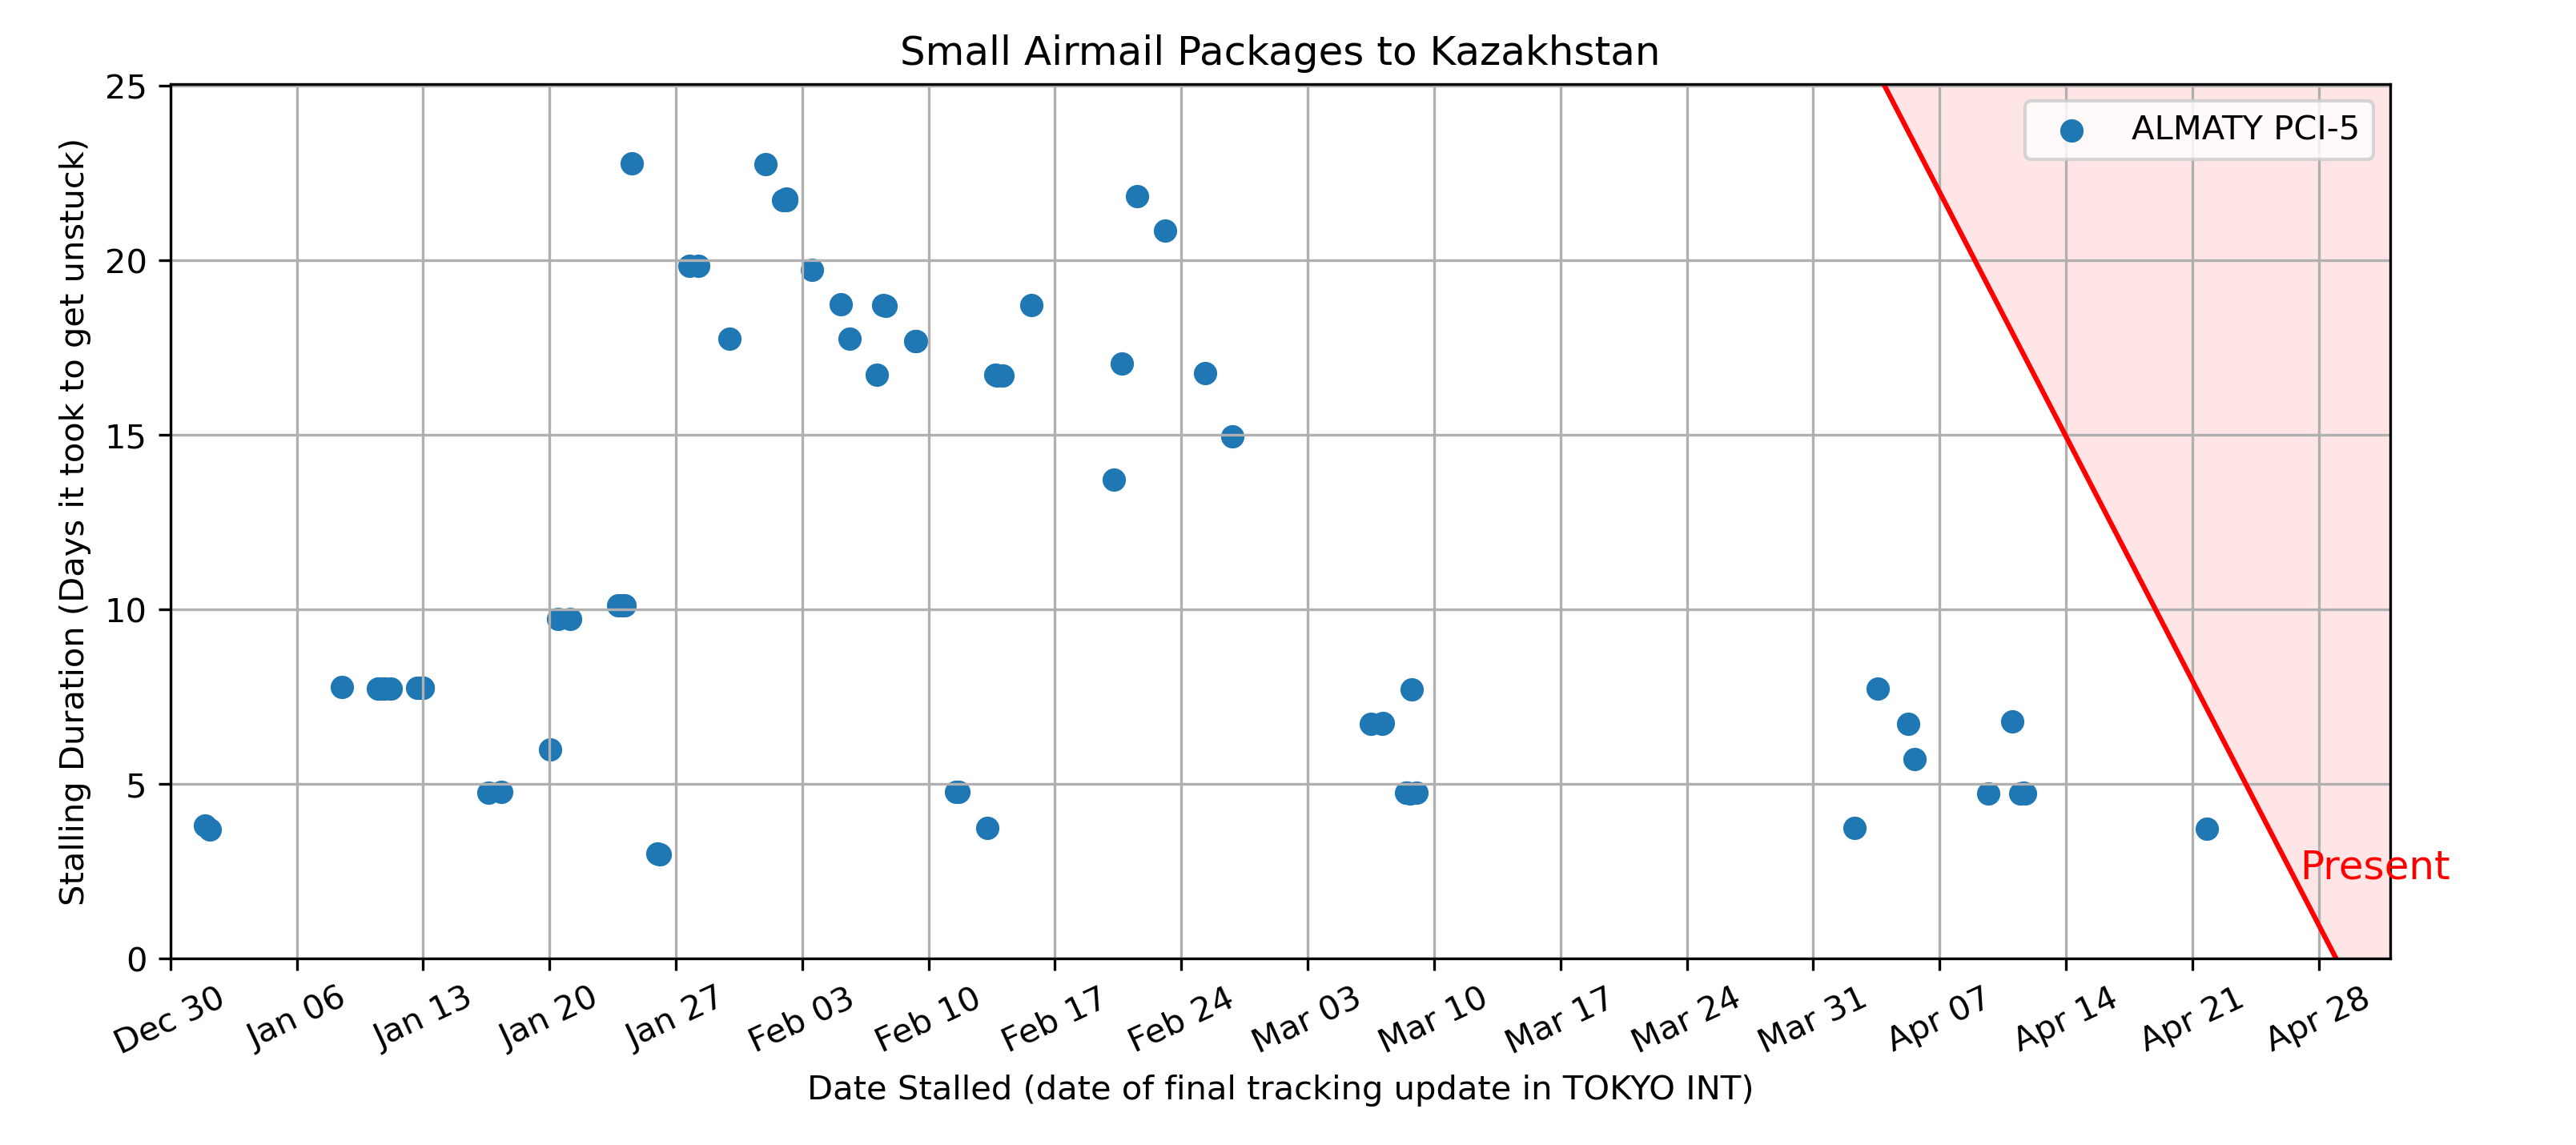 Small Airmail Packages to Kazakhstan
Stalling Duration (Days it took to get unstuck)
25
20
15
10
5
0
ALMATY PCI-5
Present
Dec 30
Jan 06
Jan 13
Jan 20
Jan 27
Feb 03
Feb 10
Feb 17
Feb 24
Mar 03
Mar 10
Mar 17
Mar 24
Mar 31
Apr 07
Apr 14
Apr 21
Apr 28
Date Stalled (date of final tracking update in TOKYO INT)